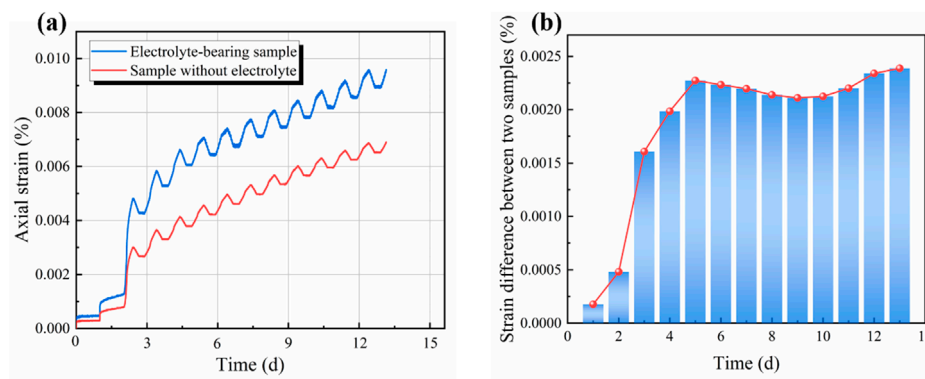 (a)
Electrolyte-bearing sample
Sample without electrolyte
Axial strain (%)
0.010
0.008
0.006
0.004
0.002
0.000
0 3 6 9 12 15
Time (d)
(b)
Strain difference between two samples (%)
0.0025
0.0020
0.0015
0.0010
0.0005
0.0000
0 2 4 6 8 10 12
Time (d)